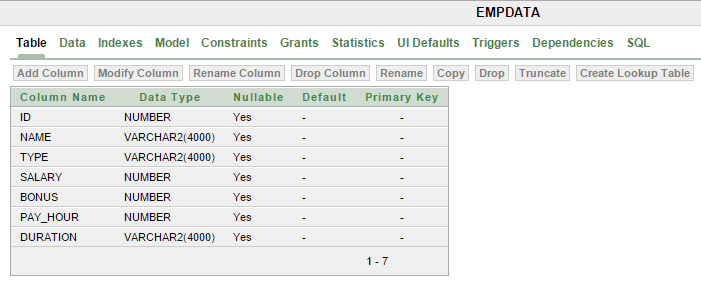 EMPDATA
Table Data Indexes Model Constraints Grants Statistics UI Defaults Triggers Dependencies SQL
Add Column Modify Column Rename Column Drop Column Rename Copy Drop Truncate Create Lookup Table
Column Name Data Type Nullable Default Primary Key
ID NUMBER Yes - -
NAME VARCHAR2(4000) Yes - -
TYPE VARCHAR2(4000) Yes - -
SALARY NUMBER Yes - -
BONUS NUMBER Yes - -
PAY_HOUR NUMBER Yes - -
DURATION VARCHAR2(4000) Yes - -
1 - 7